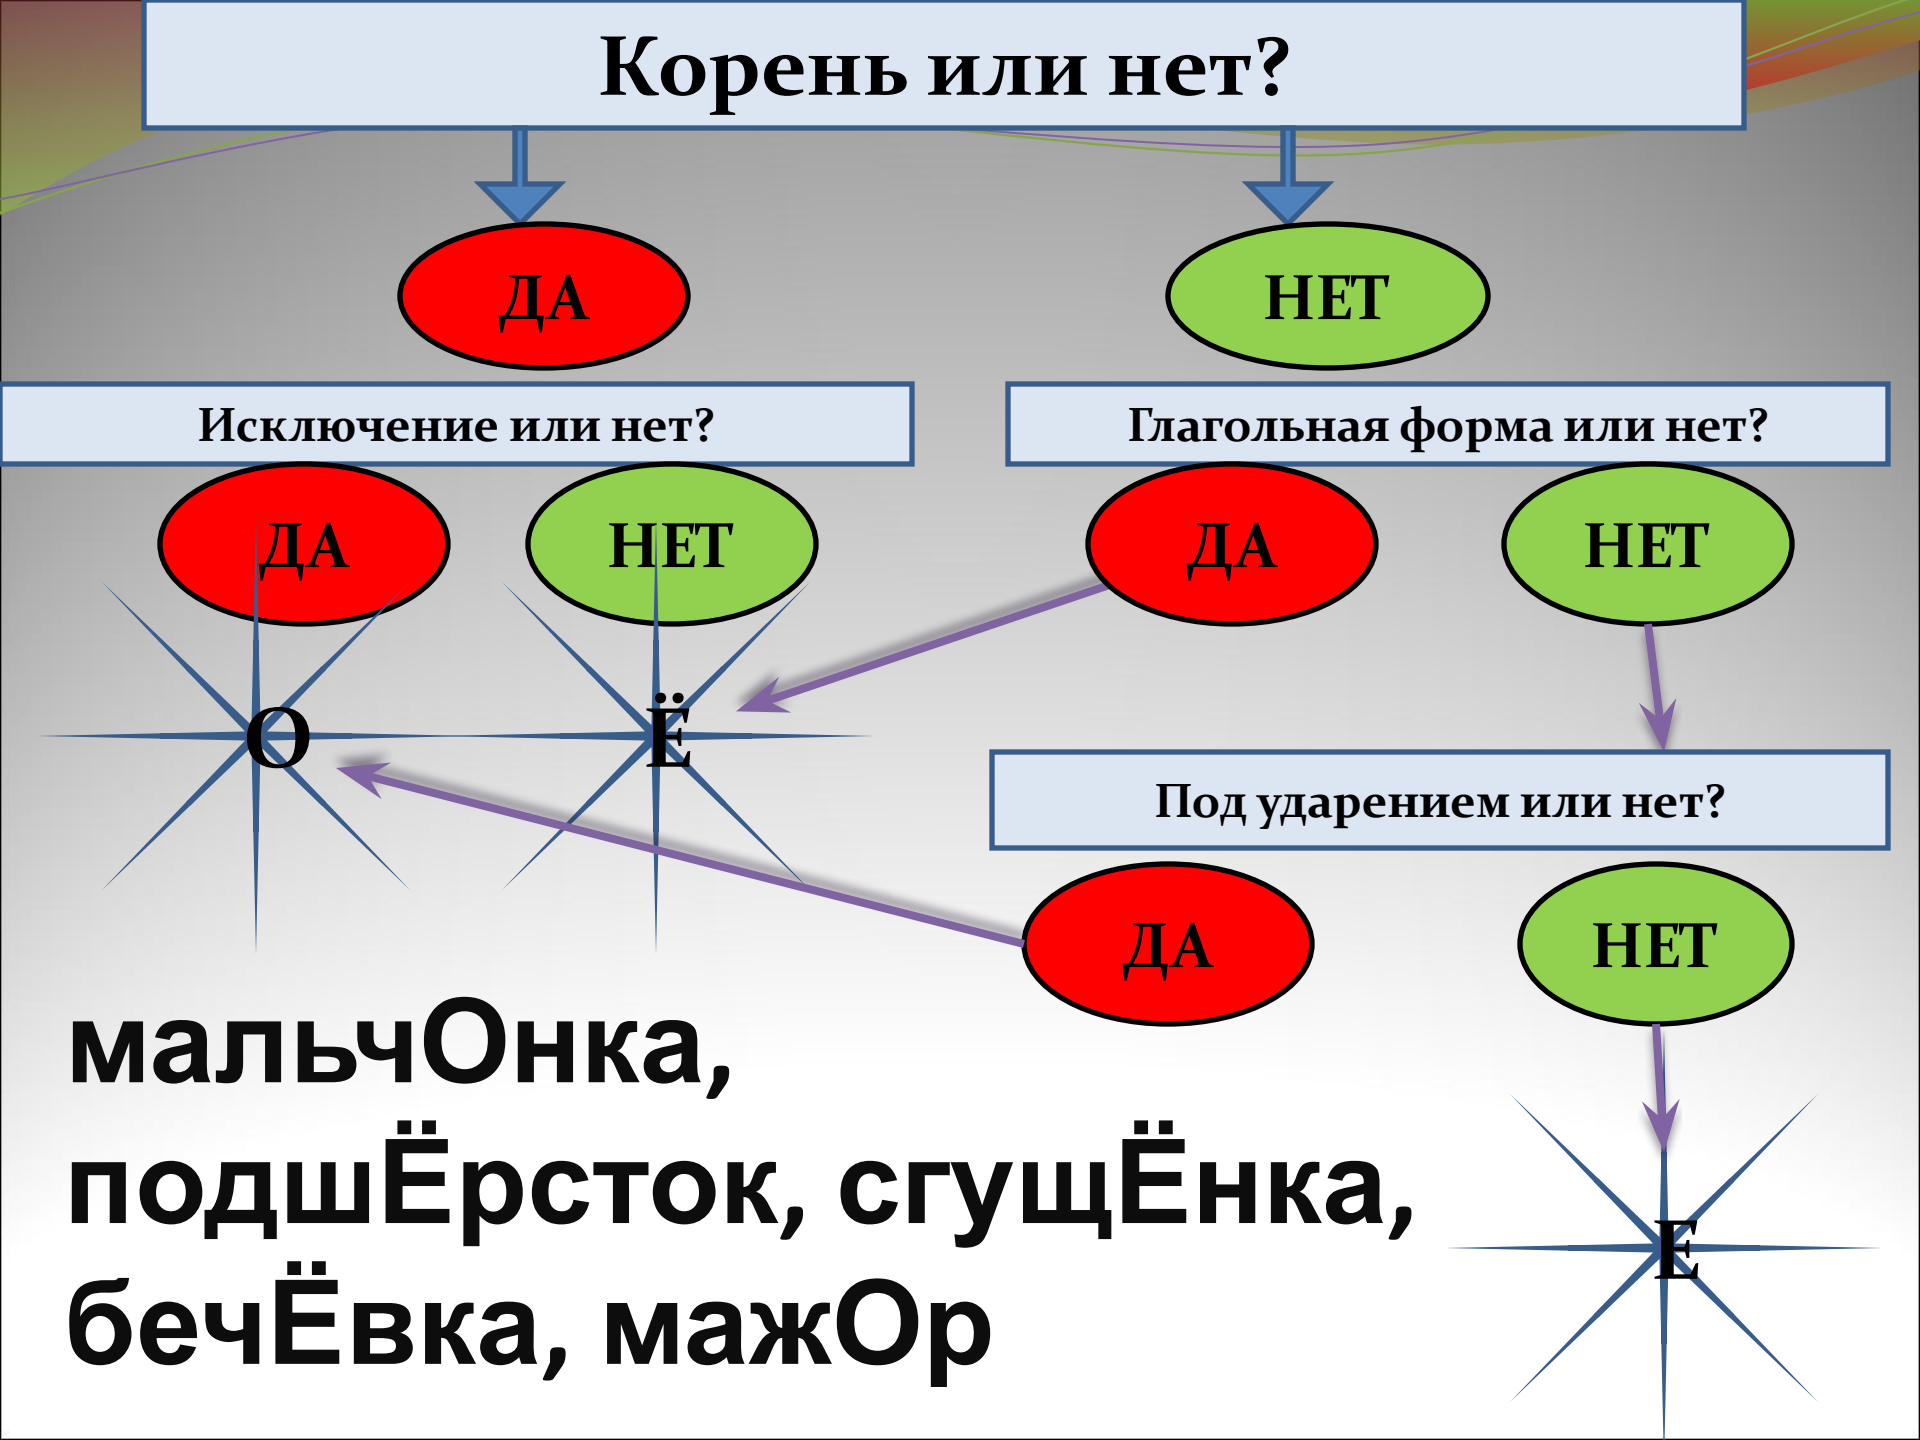 Корень или нет?
ДА
НЕТ
Исключение или нет?
Глагольная форма или нет?
ДА
НЕТ
ДА
НЕТ
О
Ё
Под ударением или нет?
ДА
НЕТ
мальчОнка,
подшЁрсток, сгущЁнка,
бечЁвка, мажОр
Е